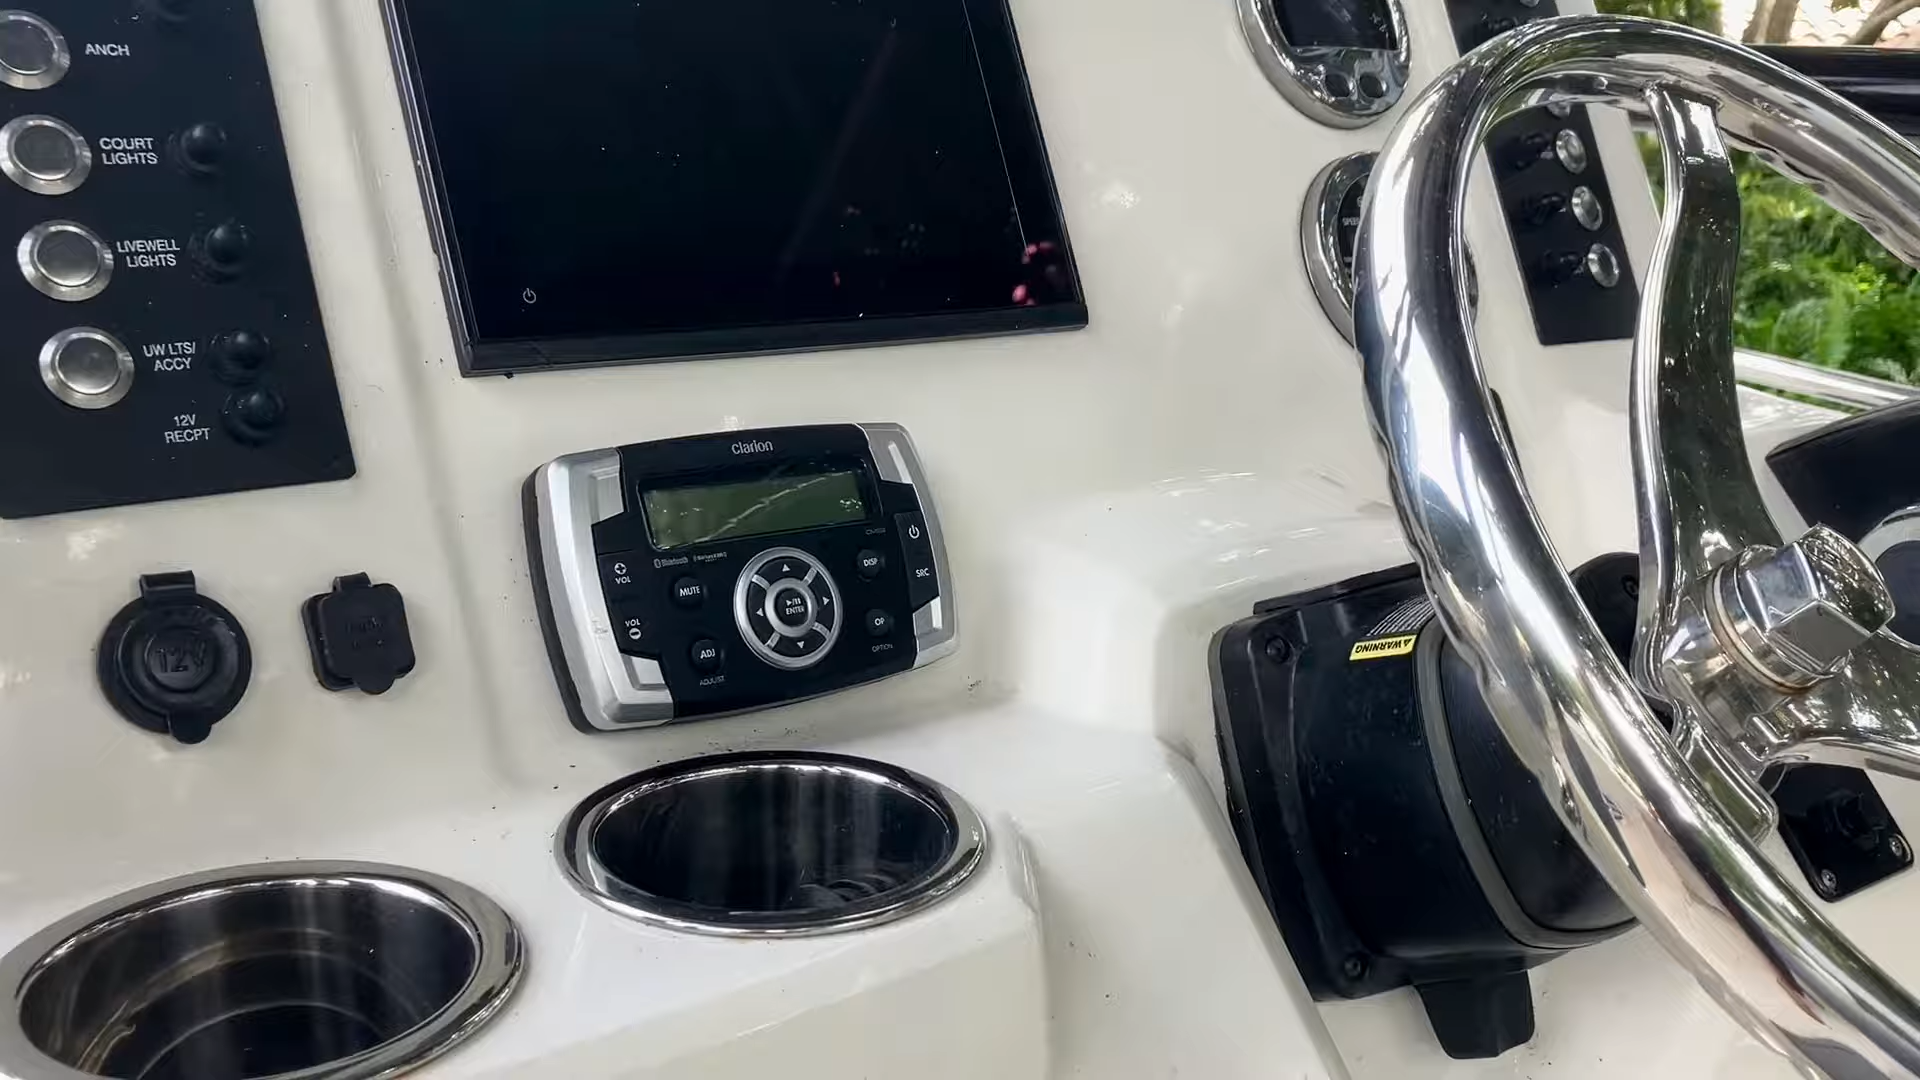 ANCH
COURT
LIGHTS
LIVEWELL
LIGHTS
UW LTS/
ACCY
12V
RECPT
12V
clarion
Bluetooth
VOL
MUTE
DISP
SRC
ENTER
VOL
ADJ
ADJUST
OP
OPTION
WARNING